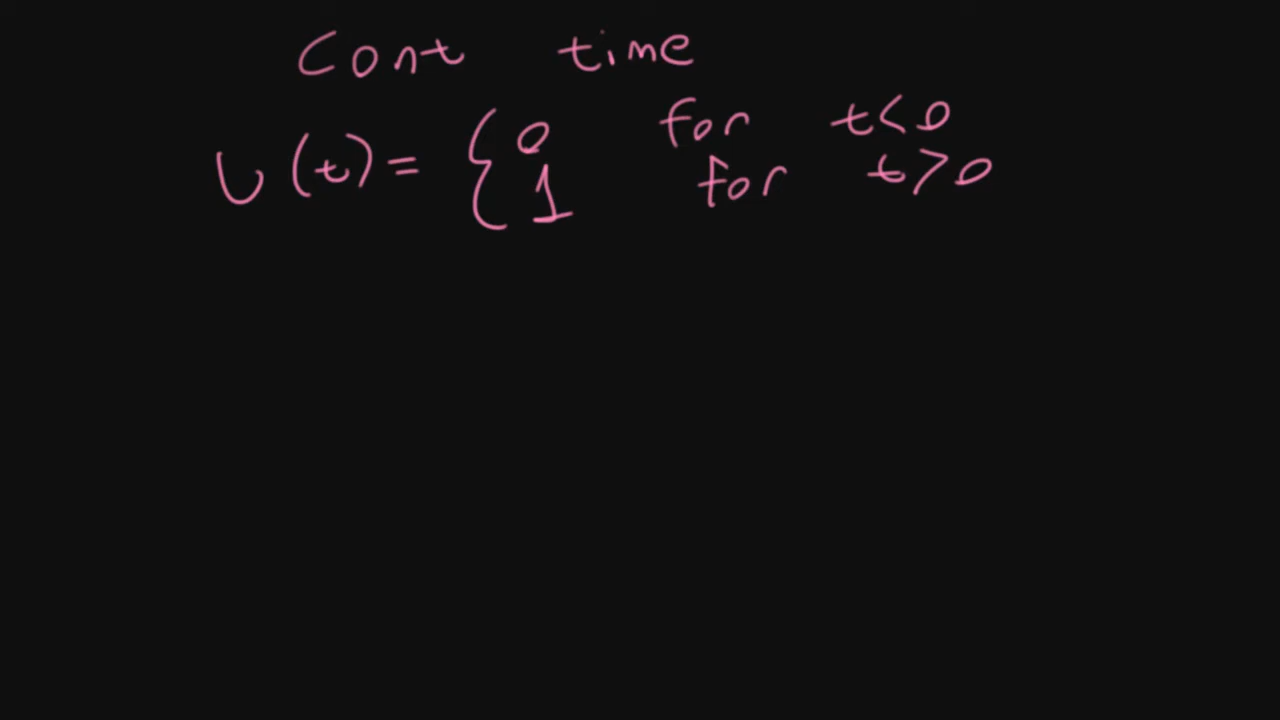 Cont time
u(t) = { 0 for t<0
1 for t>0